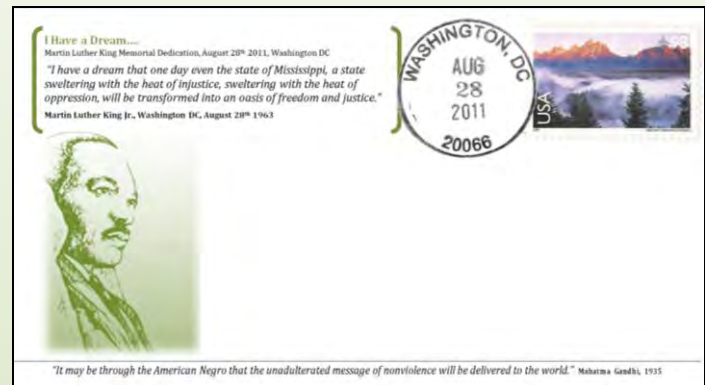 I Have a Dream....
Martin Luther King Memorial Dedication, August 28th 2011, Washington DC
"I have a dream that one day even the state of Mississippi, a state
sweltering with the heat of injustice, sweltering with the heat of
oppression, will be transformed into an oasis of freedom and justice."
Martin Luther King Jr., Washington DC, August 28th 1963
WASHINGTON, DC
AUG
28
2011
20066
USA
"It may be through the American Negro that the unadulterated message of nonviolence will be delivered to the world." Mahatma Gandhi, 1935